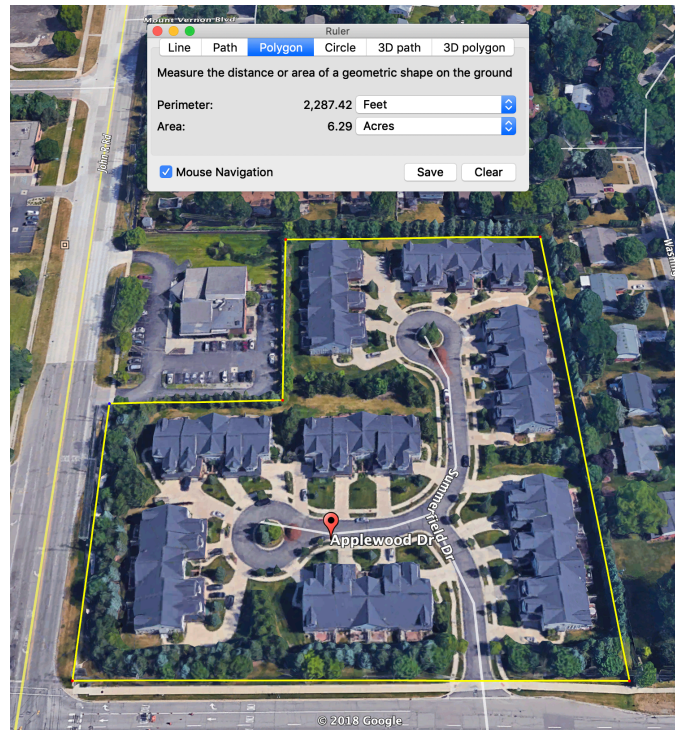 Mount Vernon Blvd
Ruler
Line Path Polygon Circle 3D path 3D polygon
Measure the distance or area of a geometric shape on the ground
Perimeter: 2,287.42 Feet
Area: 6.29 Acres
Mouse Navigation Save Clear
John R Rd
Summerfield Dr
Applewood Dr
© 2018 Google